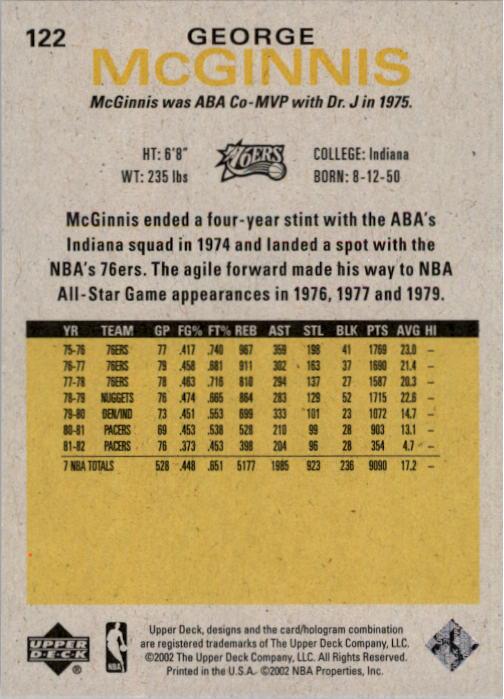 122
GEORGE
McGINNIS
McGinnis was ABA Co-MVP with Dr. J in 1975.
HT: 6'8"
WT: 235 lbs
76ERS
COLLEGE: Indiana
BORN: 8-12-50
McGinnis ended a four-year stint with the ABA's
Indiana squad in 1974 and landed a spot with the
NBA's 76ers. The agile forward made his way to NBA
All-Star Game appearances in 1976, 1977 and 1979.
YR TEAM GP FG% FT% REB AST STL BLK PTS AVG HI
75-76 76ERS 77 .417 .740 967 359 198 41 1769 23.0 –
76-77 76ERS 79 .458 .681 911 302 163 37 1690 21.4 –
77-78 76ERS 78 .463 .716 810 294 137 27 1587 20.3 –
78-79 NUGGETS 76 .474 .665 864 283 129 52 1715 22.6 –
79-80 DEN/IND 73 .451 .553 699 333 101 23 1072 14.7 –
80-81 PACERS 69 .453 .538 528 210 99 28 903 13.1 –
81-82 PACERS 76 .373 .453 398 204 96 28 354 4.7 –
7 NBA TOTALS 528 .448 .651 5177 1985 923 236 9090 17.2 –
UPPER
DECK
®
NBA
Upper Deck, designs and the card/hologram combination
are registered trademarks of The Upper Deck Company, LLC.
©2002 The Upper Deck Company, LLC. All Rights Reserved.
Printed in the U.S.A. ©2002 NBA Properties, Inc.